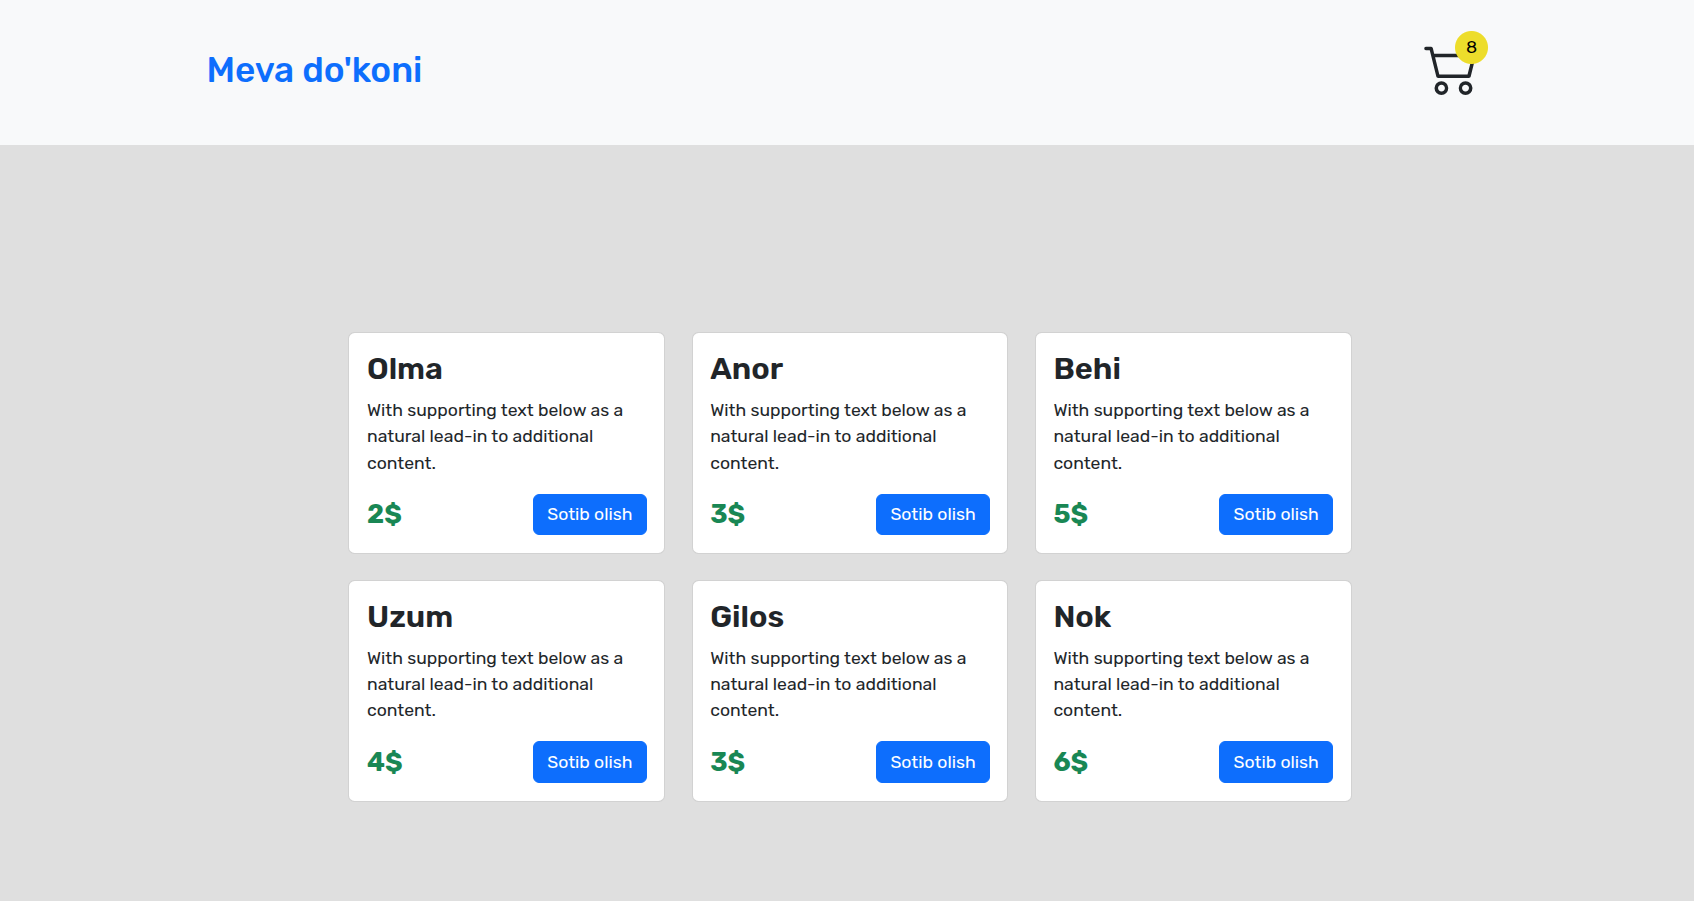 Meva do'koni
8
Olma
With supporting text below as a
natural lead-in to additional
content.
2$
Sotib olish
Anor
With supporting text below as a
natural lead-in to additional
content.
3$
Sotib olish
Behi
With supporting text below as a
natural lead-in to additional
content.
5$
Sotib olish
Uzum
With supporting text below as a
natural lead-in to additional
content.
4$
Sotib olish
Gilos
With supporting text below as a
natural lead-in to additional
content.
3$
Sotib olish
Nok
With supporting text below as a
natural lead-in to additional
content.
6$
Sotib olish